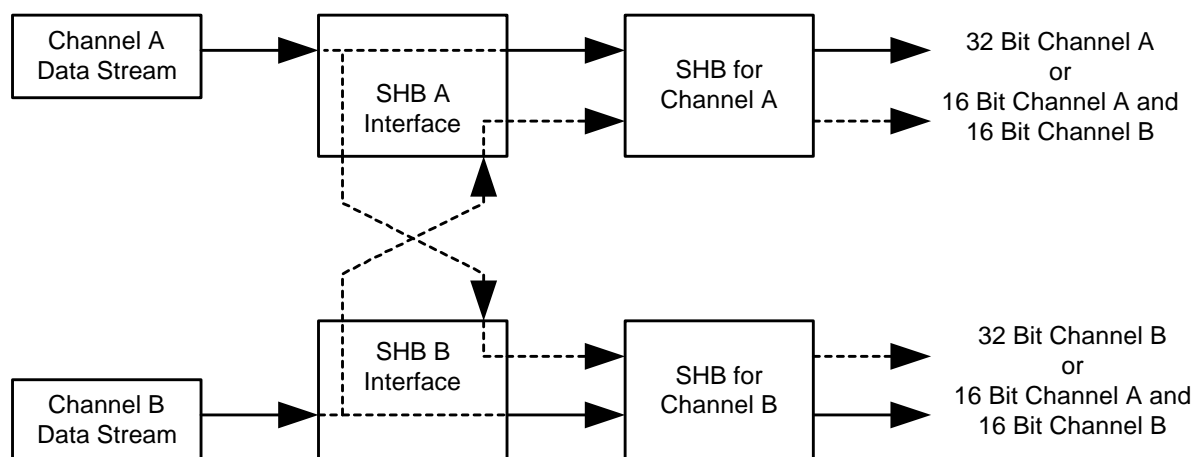 Channel A
Data Stream
SHB A
Interface
SHB for
Channel A
32 Bit Channel A
or
16 Bit Channel A and
16 Bit Channel B
Channel B
Data Stream
SHB B
Interface
SHB for
Channel B
32 Bit Channel B
or
16 Bit Channel A and
16 Bit Channel B